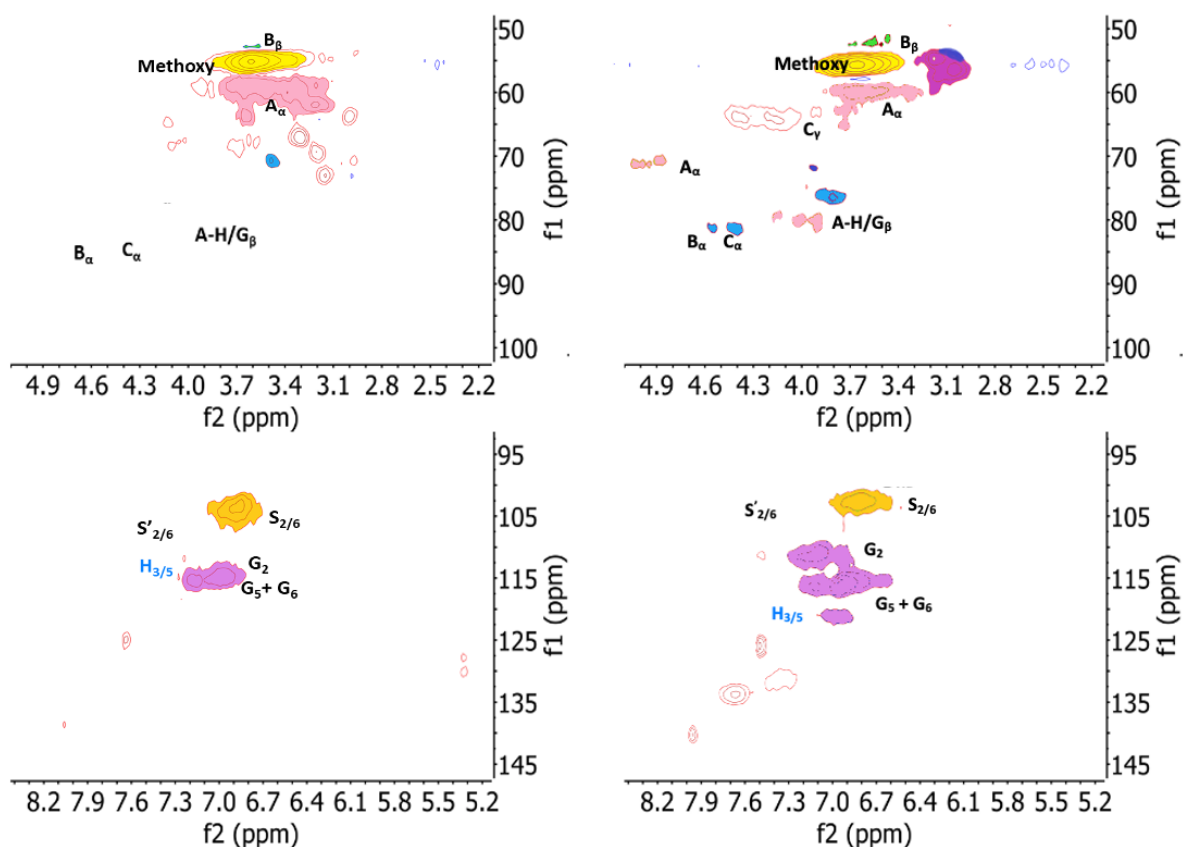 Bβ
Methoxy
Aα
A-H/Gβ
Bα
Cα
50
60
70
80
90
100
f1 (ppm)
4.9 4.6 4.3 4.0 3.7 3.4 3.1 2.8 2.5 2.2
f2 (ppm)
Bβ
Methoxy
Aα
Cγ
Aα
A-H/Gβ
Bα
Cα
50
60
70
80
90
100
f1 (ppm)
4.9 4.6 4.3 4.0 3.7 3.4 3.1 2.8 2.5 2.2
f2 (ppm)
S2/6
S'2/6
G2
H3/5
G5+ G6
95
105
115
125
135
145
f1 (ppm)
8.2 7.9 7.6 7.3 7.0 6.7 6.4 6.1 5.8 5.5 5.2
f2 (ppm)
S'2/6
S2/6
G2
G5 + G6
H3/5
95
105
115
125
135
145
f1 (ppm)
8.2 7.9 7.6 7.3 7.0 6.7 6.4 6.1 5.8 5.5 5.2
f2 (ppm)